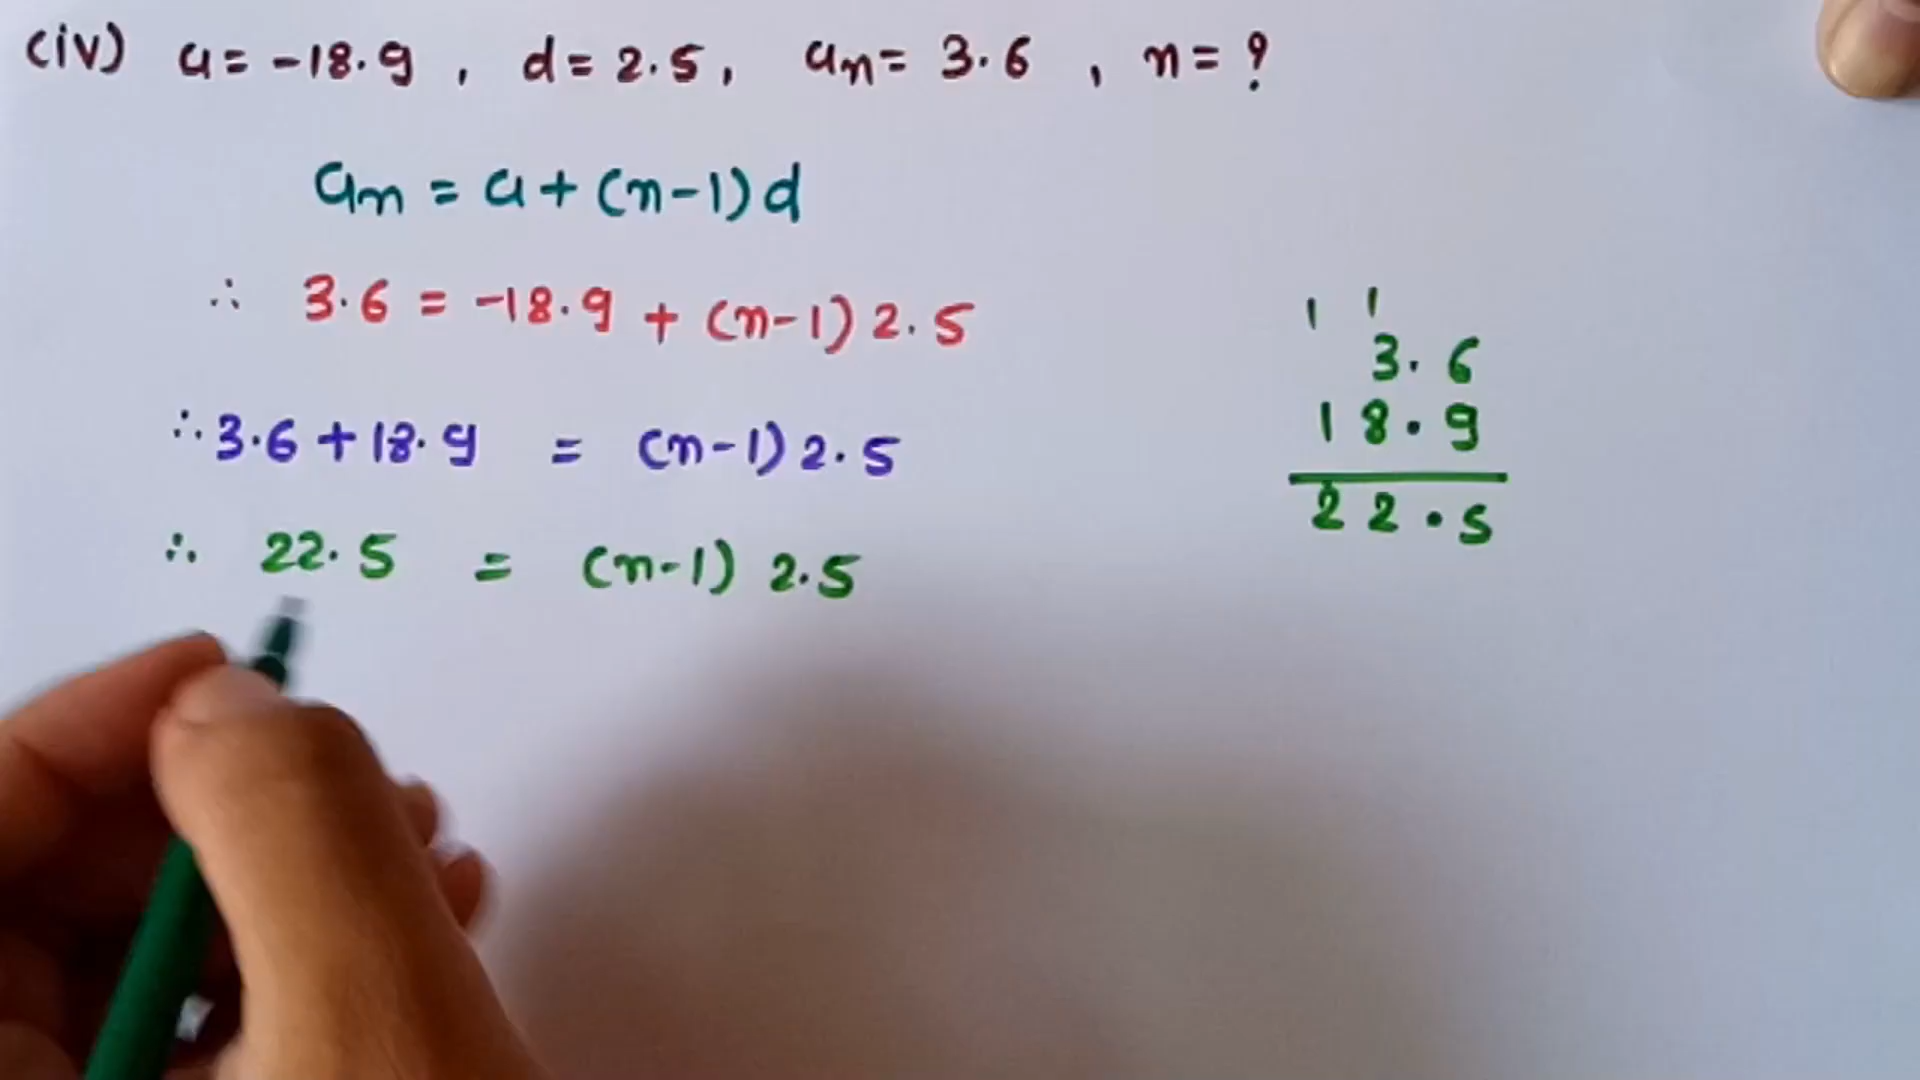 (iv) a = -18.9 , d = 2.5, an = 3.6 , n = ?
an = a + (n-1) d
∴ 3.6 = -18.9 + (n-1) 2.5
∴ 3.6 + 18.9 = (n-1) 2.5
∴ 22.5 = (n-1) 2.5
1 1
3.6
18.9
22.5